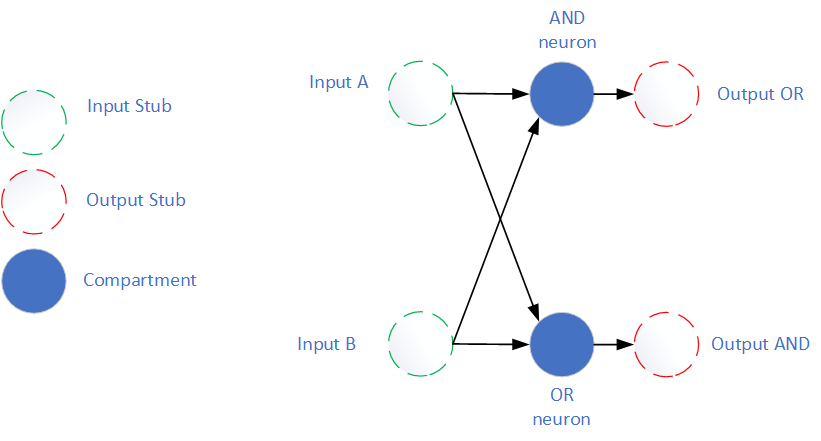 Input Stub
Output Stub
Compartment
AND
neuron
Input A
Output OR
Input B
Output AND
OR
neuron